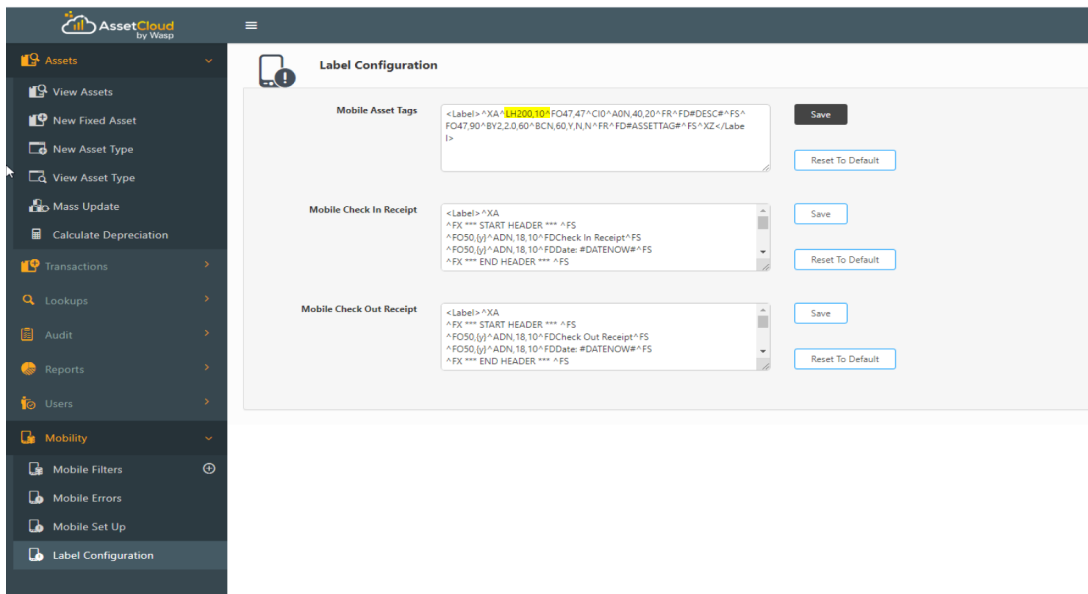 AssetCloud
by Wasp
Assets
View Assets
New Fixed Asset
New Asset Type
View Asset Type
Mass Update
Calculate Depreciation
Transactions
Lookups
Audit
Reports
Users
Mobility
Mobile Filters
Mobile Errors
Mobile Set Up
Label Configuration
Label Configuration
Mobile Asset Tags
<Label>^XA^LH200,10^FO47,47^CI0^A0N,40,20^FR^FD#DESC#^FS^
FO47,90^BY2,2.0,60^BCN,60,Y,N,N^FR^FD#ASSETTAG#^FS^XZ</Labe
l>
Save
Reset To Default
Mobile Check In Receipt
<Label>^XA
^FX *** START HEADER *** ^FS
^FO50,{y}^ADN,18,10^FDCheck In Receipt^FS
^FO50,{y}^ADN,18,10^FDDate: #DATENOW#^FS
^FX *** END HEADER *** ^FS
Save
Reset To Default
Mobile Check Out Receipt
<Label>^XA
^FX *** START HEADER *** ^FS
^FO50,{y}^ADN,18,10^FDCheck Out Receipt^FS
^FO50,{y}^ADN,18,10^FDDate: #DATENOW#^FS
^FX *** END HEADER *** ^FS
Save
Reset To Default